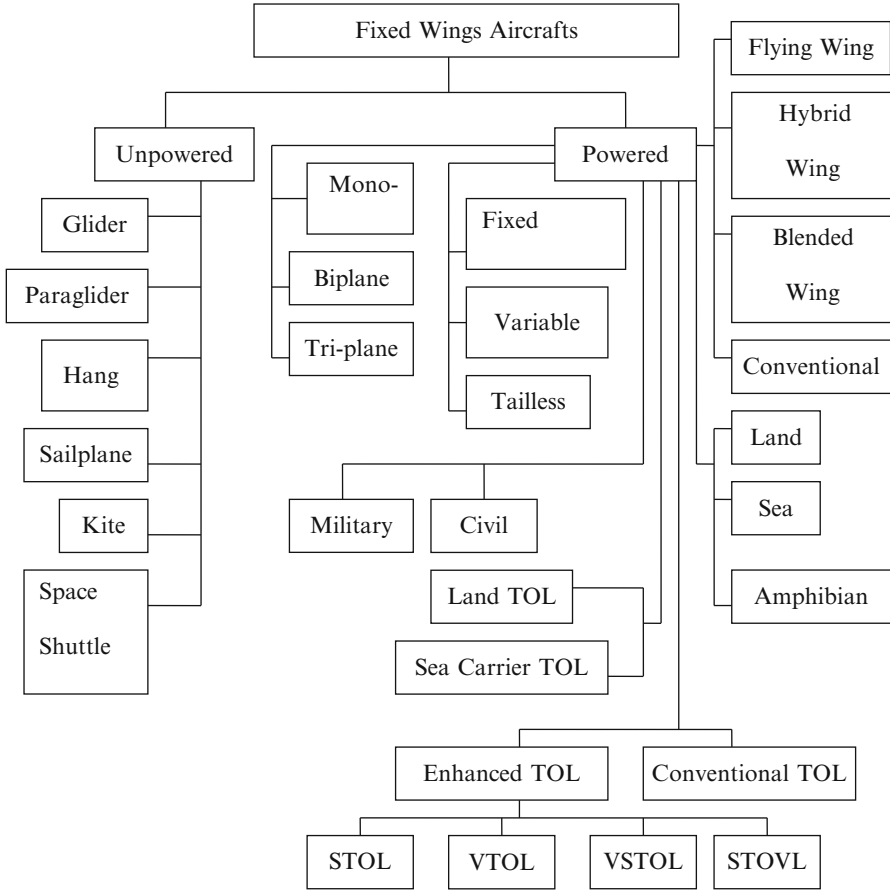 Fixed Wings Aircrafts
Unpowered
Powered
Glider
Paraglider
Hang
Sailplane
Kite
Space
Shuttle
Mono-
Biplane
Tri-plane
Fixed
Variable
Tailless
Military
Civil
Land TOL
Sea Carrier TOL
Enhanced TOL
Conventional TOL
STOL
VTOL
VSTOL
STOVL
Flying Wing
Hybrid
Wing
Blended
Wing
Conventional
Land
Sea
Amphibian